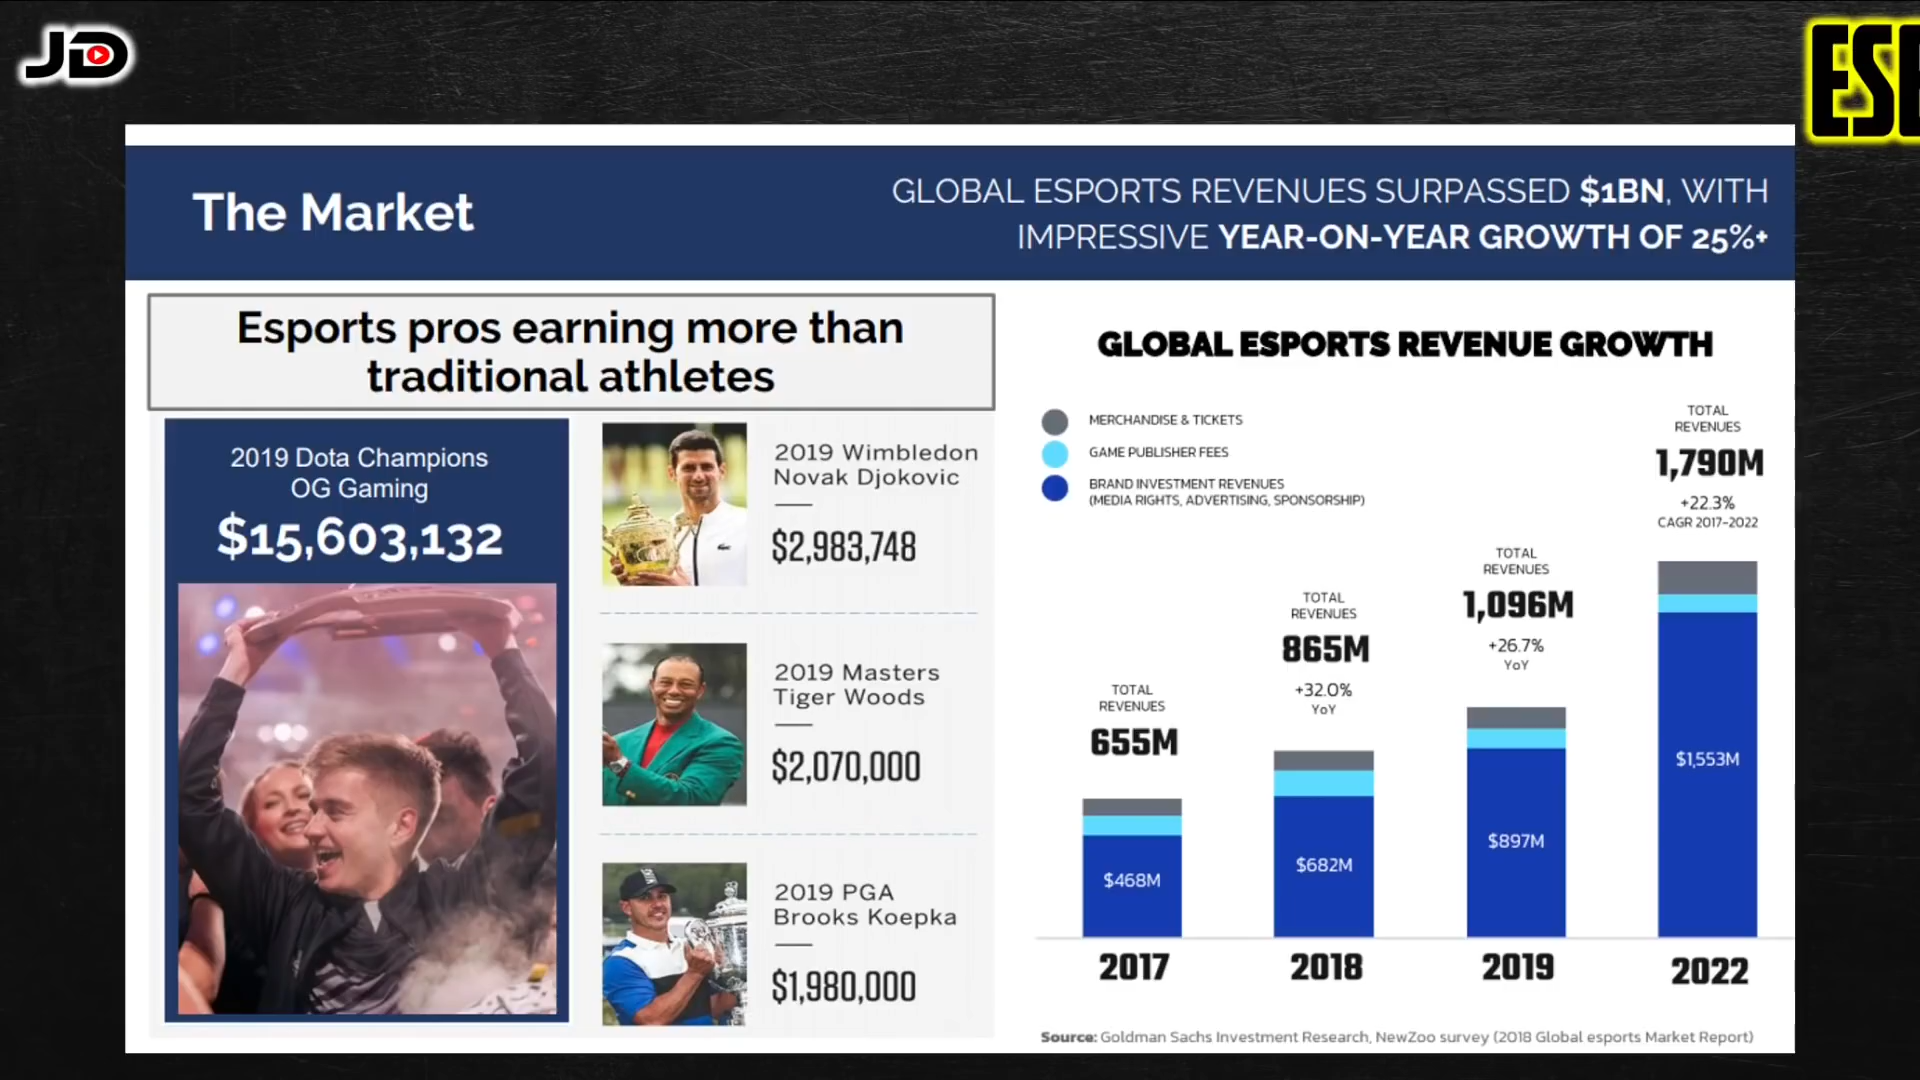 JD
ESE
The Market
GLOBAL ESPORTS REVENUES SURPASSED $1BN, WITH
IMPRESSIVE YEAR-ON-YEAR GROWTH OF 25%+
Esports pros earning more than
traditional athletes
2019 Dota Champions
OG Gaming
$15,603,132
2019 Wimbledon
Novak Djokovic
$2,983,748
2019 Masters
Tiger Woods
$2,070,000
2019 PGA
Brooks Koepka
$1,980,000
GLOBAL ESPORTS REVENUE GROWTH
MERCHANDISE & TICKETS
GAME PUBLISHER FEES
BRAND INVESTMENT REVENUES
(MEDIA RIGHTS, ADVERTISING, SPONSORSHIP)
TOTAL
REVENUES
655M
$468M
2017
TOTAL
REVENUES
865M
+32.0%
YoY
$682M
2018
TOTAL
REVENUES
1,096M
+26.7%
YoY
$897M
2019
TOTAL
REVENUES
1,790M
+22.3%
CAGR 2017-2022
$1,553M
2022
Source: Goldman Sachs Investment Research, NewZoo survey (2018 Global esports Market Report)